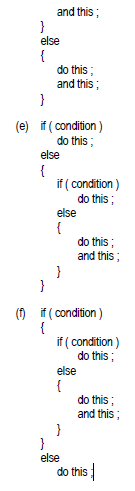 and this ;
}
else
{
do this ;
and this ;
}
(e) if ( condition )
do this ;
else
{
if ( condition )
do this ;
else
{
do this ;
and this ;
}
}
(f) if ( condition )
{
if ( condition )
do this ;
else
{
do this ;
and this ;
}
}
else
do this ;